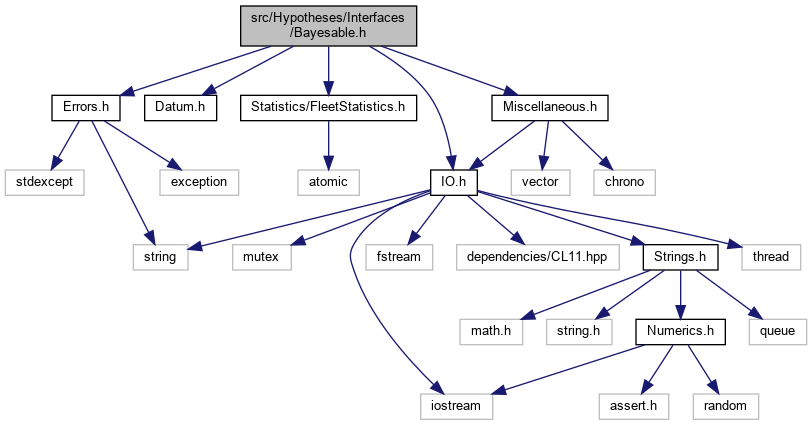 src/Hypotheses/Interfaces
/Bayesable.h
Errors.h
Datum.h
Statistics/FleetStatistics.h
Miscellaneous.h
stdexcept
exception
atomic
IO.h
vector
chrono
string
mutex
fstream
dependencies/CL11.hpp
Strings.h
thread
math.h
string.h
Numerics.h
queue
iostream
assert.h
random